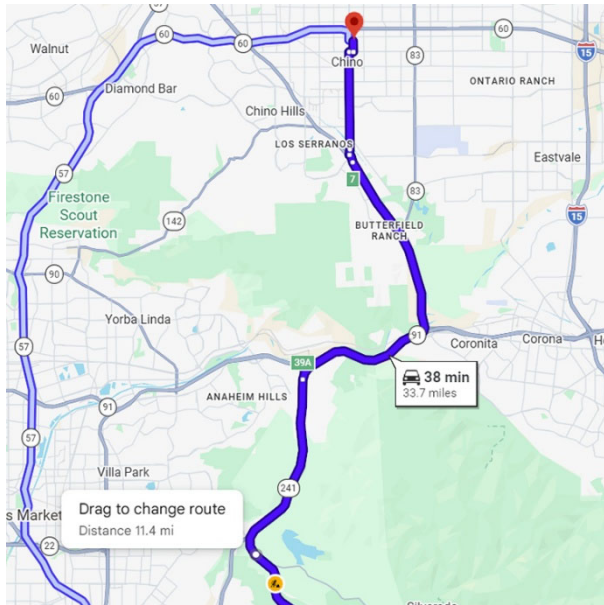 57
60
60
60
Walnut
Chino
15
83
ONTARIO RANCH
60
Diamond Bar
Chino Hills
LOS SERRANOS
Eastvale
57
7
Firestone
Scout
Reservation
83
15
142
BUTTERFIELD
RANCH
90
Yorba Linda
91
Coronita
Corona
57
39A
38 min
33.7 miles
ANAHEIM HILLS
91
57
Villa Park
241
Drag to change route
Distance 11.4 mi
s Market
22